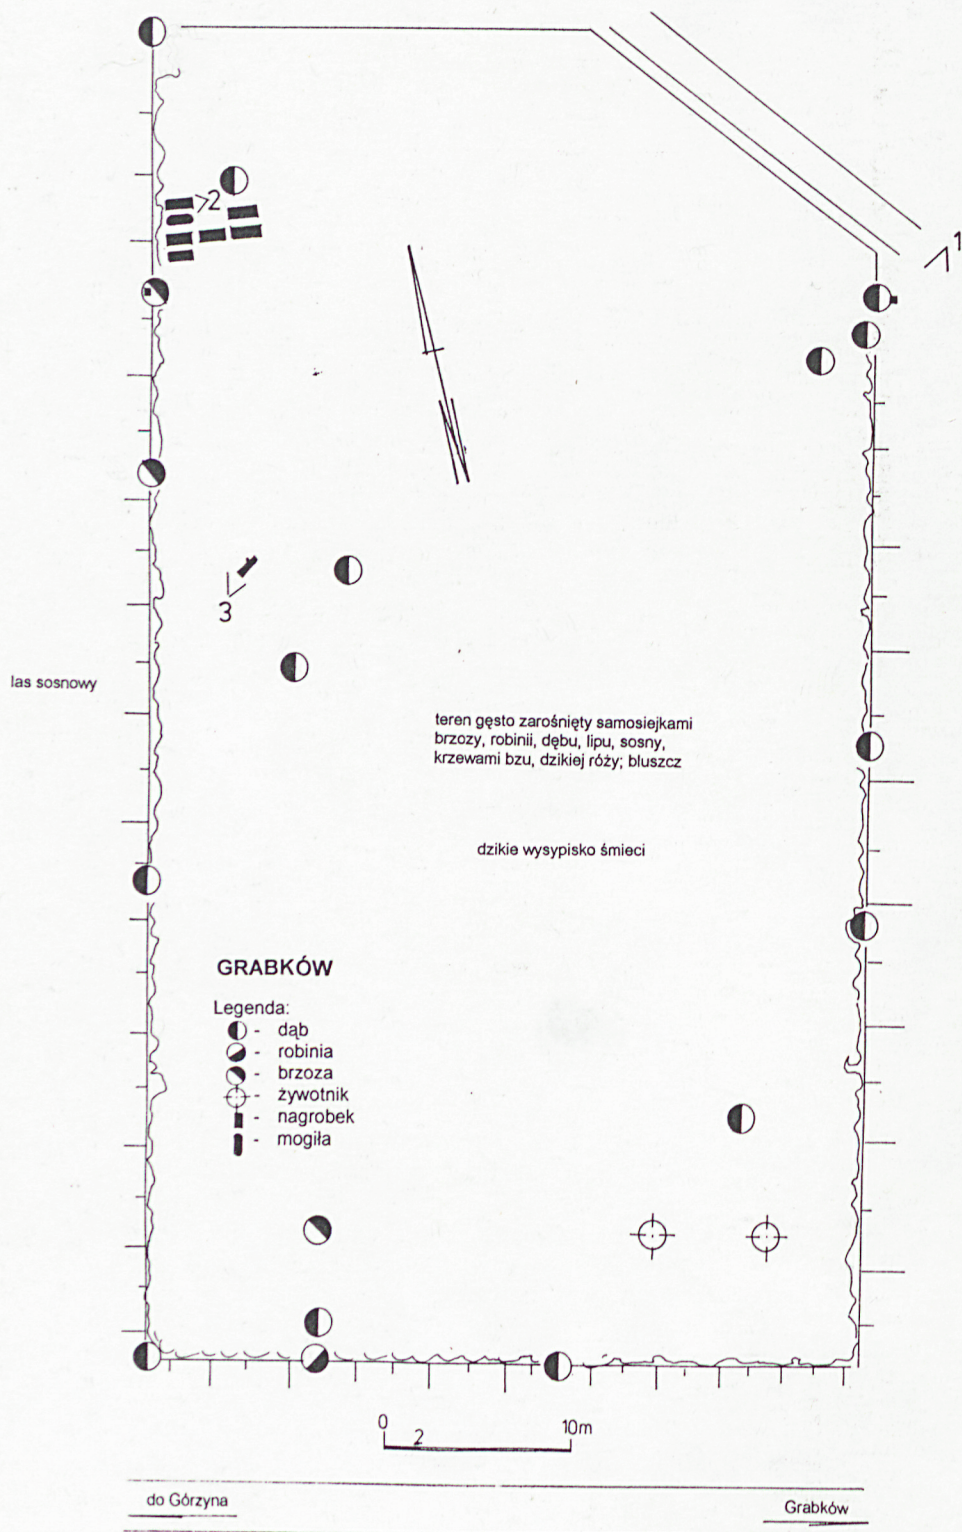 1
2
3
las sosnowy
teren gęsto zarośnięty samosiejkami
brzozy, robinii, dębu, lipu, sosny,
krzewami bzu, dzikiej róży; bluszcz
dzikie wysypisko śmieci
GRABKÓW
Legenda:
- dąb
- robinia
- brzoza
- żywotnik
- nagrobek
- mogiła
0 2 10m
do Górzyna
Grabków